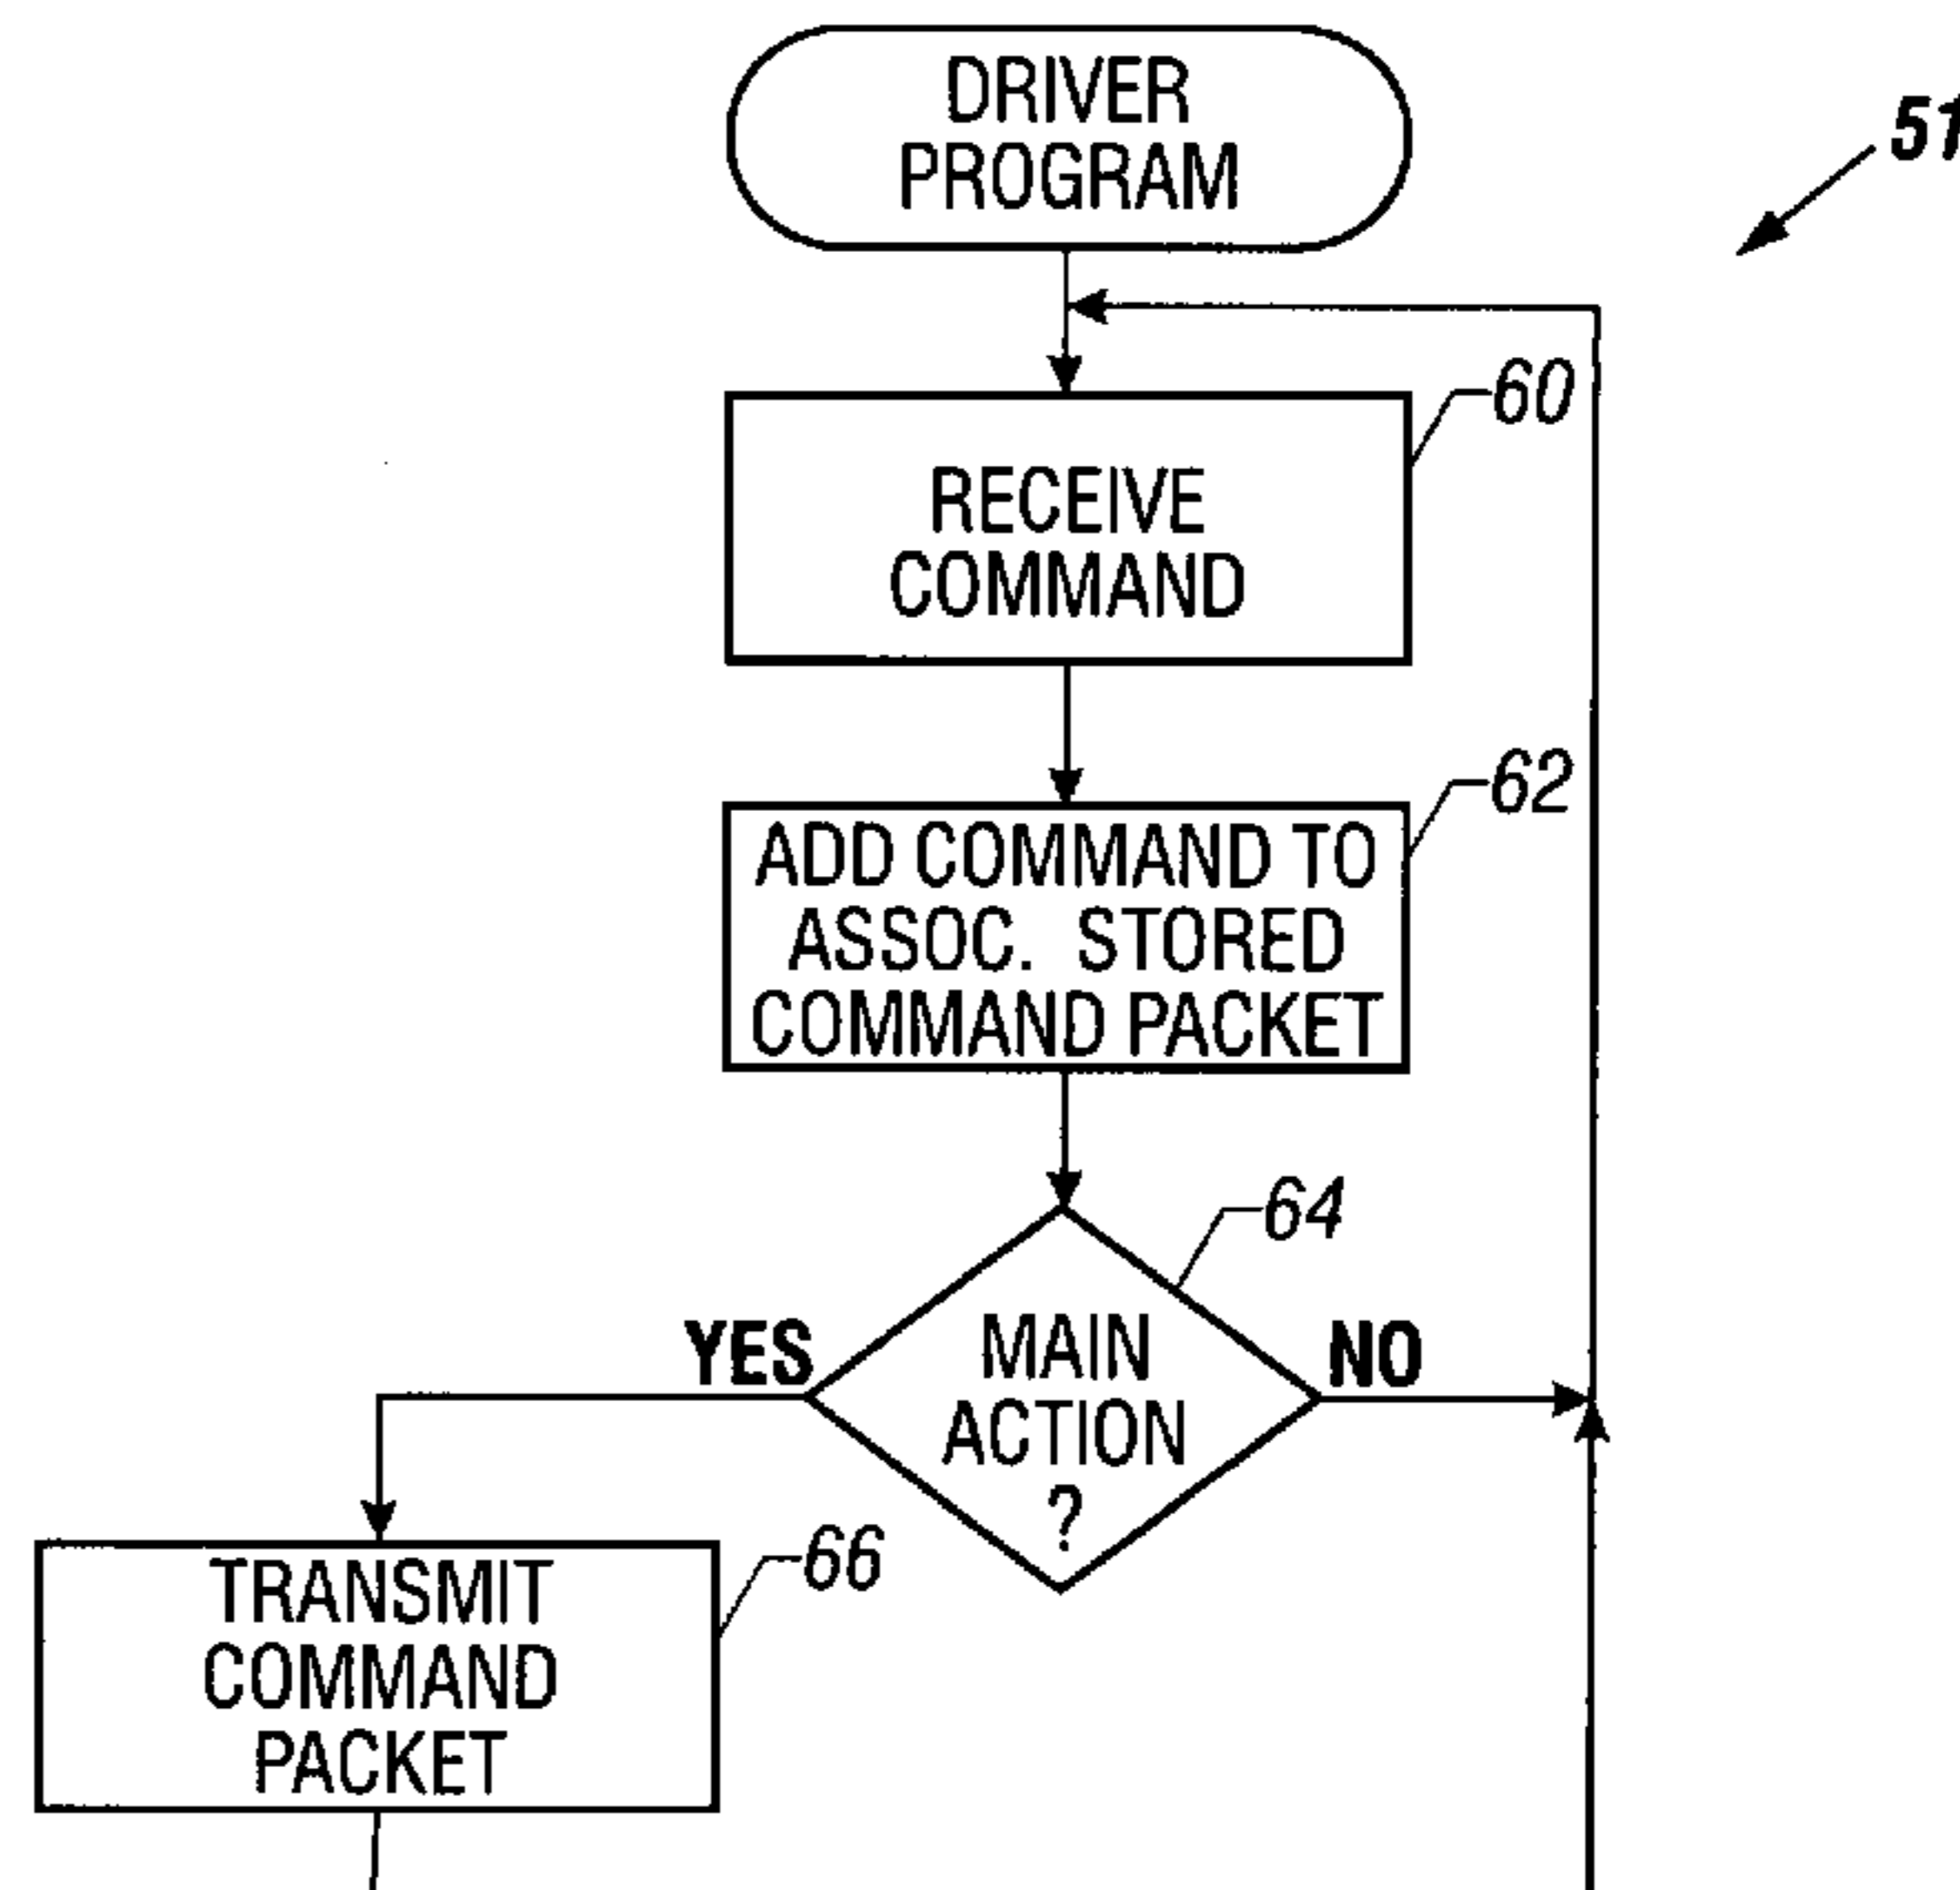 DRIVER
PROGRAM
51
60
RECEIVE
COMMAND
62
ADD COMMAND TO
ASSOC. STORED
COMMAND PACKET
64
YES
MAIN
ACTION
?
NO
66
TRANSMIT
COMMAND
PACKET